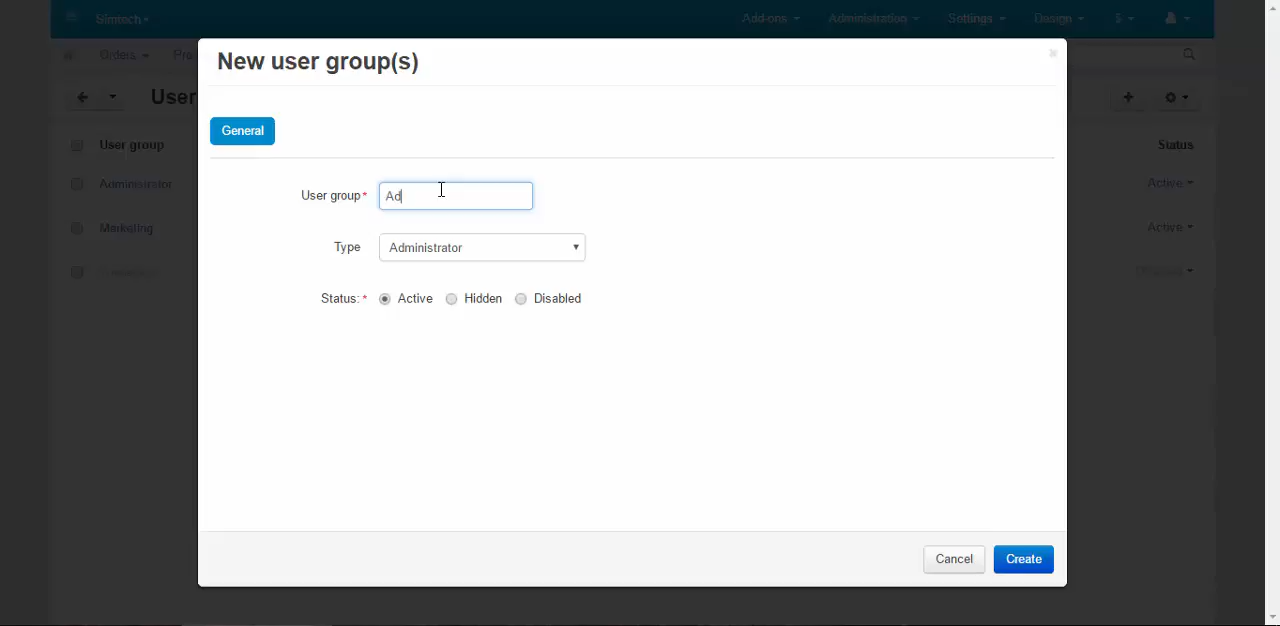 Simtech
Add-ons
Administration
Settings
Design
$
Orders
New user group(s)
User
General
User group
Status
User group*
Ad
Administrator
Active
Type
Administrator
Marketing
Active
Status: *
Active
Hidden
Disabled
Cancel
Create